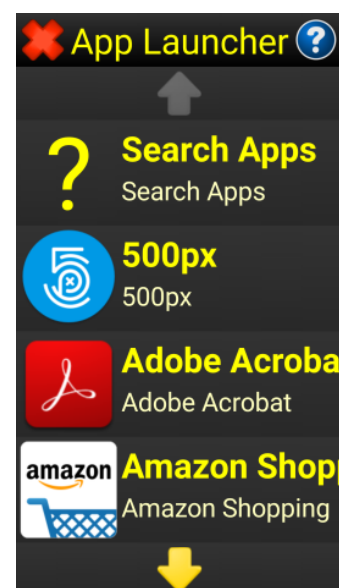 App Launcher ?
?
Search Apps
Search Apps
500px
500px
Adobe Acroba
Adobe Acrobat
amazon
Amazon Shopp
Amazon Shopping